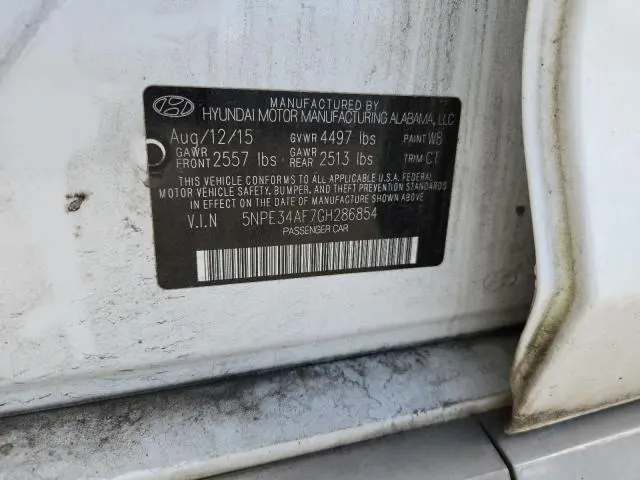 MANUFACTURED BY
HYUNDAI MOTOR MANUFACTURING ALABAMA, LLC
Aug/12/15 GVWR 4497 lbs PAINT W8
GAWR FRONT 2557 lbs GAWR REAR 2513 lbs TRIM CT
THIS VEHICLE CONFORMS TO ALL APPLICABLE U.S.A. FEDERAL
MOTOR VEHICLE SAFETY, BUMPER, AND THEFT PREVENTION STANDARDS
IN EFFECT ON THE DATE OF MANUFACTURE SHOWN ABOVE
V.I.N 5NPE34AF7GH286854
PASSENGER CAR